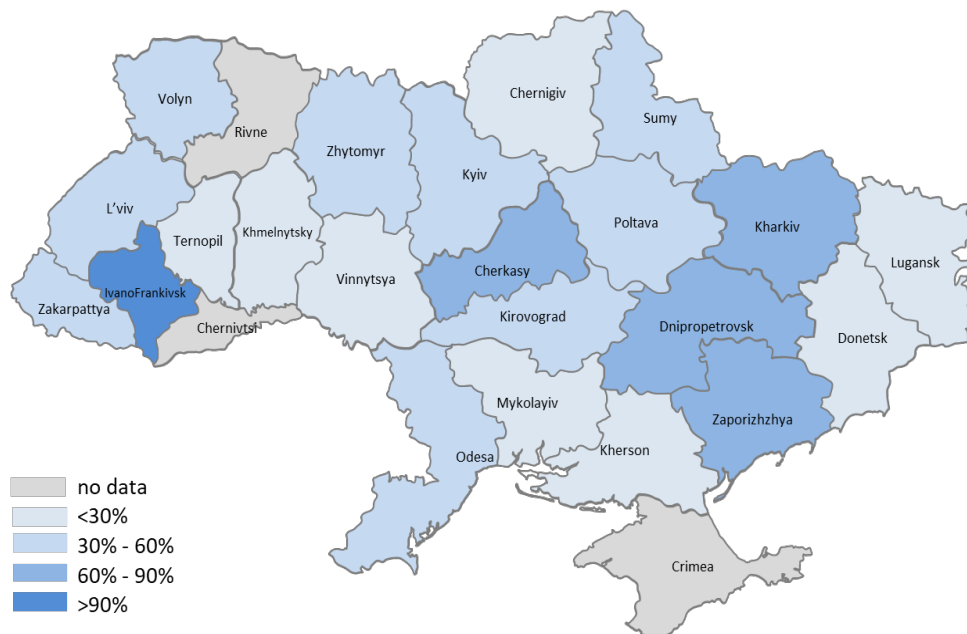 Volyn
Rivne
Chernigiv
Sumy
Zhytomyr
Kyiv
L'viv
Ternopil
Khmelnytsky
Poltava
Kharkiv
Lugansk
Vinnytsya
Cherkasy
IvanoFrankivsk
Zakarpattya
Chernivtsi
Kirovograd
Dnipropetrovsk
Donetsk
Mykolayiv
Zaporizhzhya
Odesa
Kherson
Crimea
no data
<30%
30% - 60%
60% - 90%
>90%